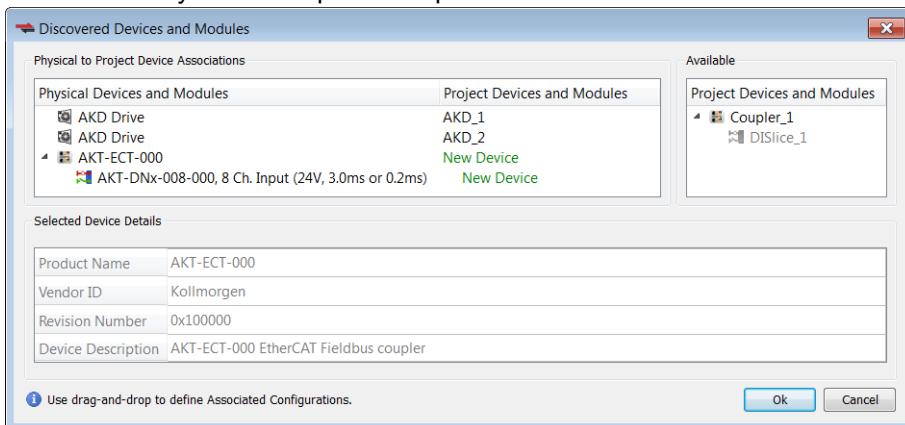 Discovered Devices and Modules
Physical to Project Device Associations
Available
Physical Devices and Modules Project Devices and Modules
Project Devices and Modules
AKD Drive AKD_1
Coupler_1
AKD Drive AKD_2
DISlice_1
AKT-ECT-000 New Device
AKT-DNx-008-000, 8 Ch. Input (24V, 3.0ms or 0.2ms) New Device
Selected Device Details
Product Name AKT-ECT-000
Vendor ID Kollmorgen
Revision Number 0x100000
Device Description AKT-ECT-000 EtherCAT Fieldbus coupler
Use drag-and-drop to define Associated Configurations.
Ok Cancel